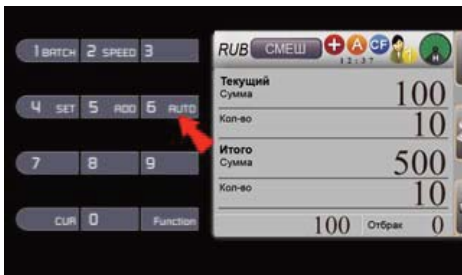 1 BATCH 2 SPEED 3
4 SET 5 ADD 6 AUTO
7 8 9
CUR 0 Function
RUB СМЕШ + A CF 1
12:37
H
Текущий
Сумма 100
Кол-во 10
Итого
Сумма 500
Кол-во 10
100 Отбрак 0